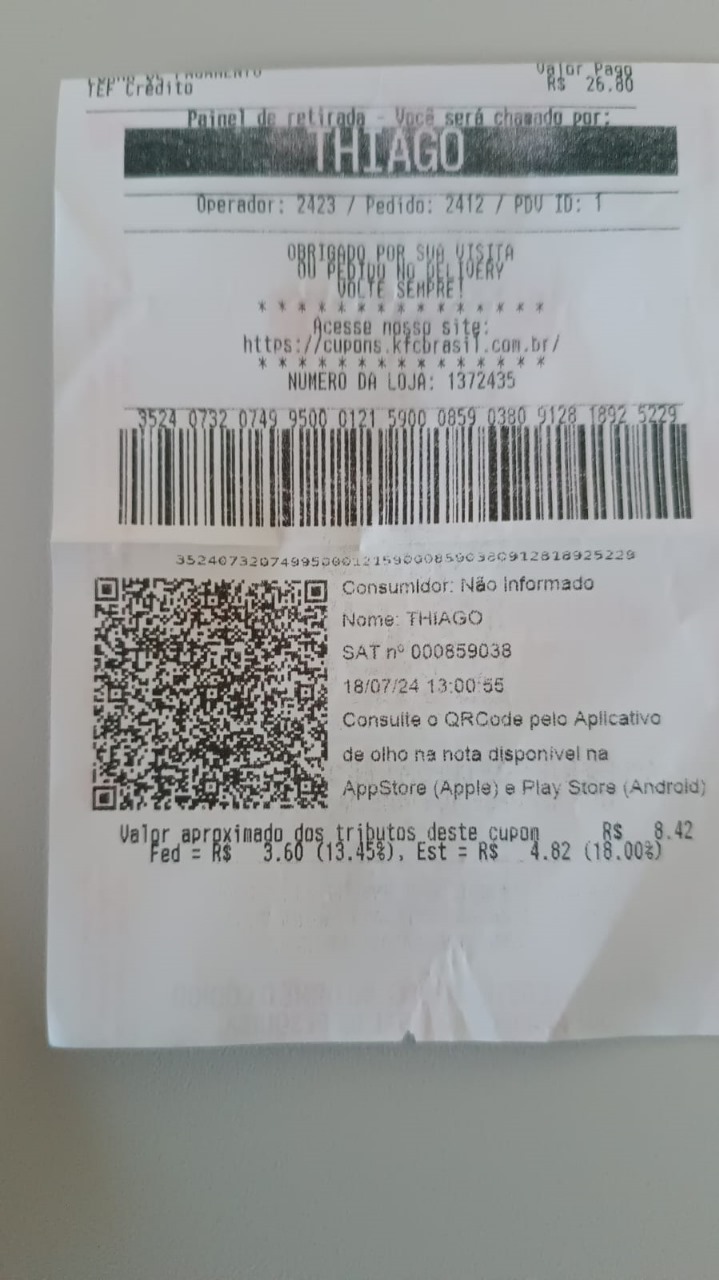 TEF Crédito
Valor Pago
R$ 26.80
Painel de retirada - Você será chamado por:
THIAGO
Operador: 2423 / Pedido: 2412 / PDV ID: 1
OBRIGADO POR SUA VISITA
OU PEDIDO NO DELIVERY
VOLTE SEMPRE!
* * * * * * * * * * * * * * *
Acesse nosso site:
https://cupons.kfcbrasil.com.br/
* * * * * * * * * * * * * * *
NUMERO DA LOJA: 1372435
3524 0732 0749 9500 0121 5900 0859 0380 9128 1892 5229
35240732074995000121590008590380912818925229
Consumidor: Não Informado
Nome: THIAGO
SAT nº 000859038
18/07/24 13:00:55
Consulte o QRCode pelo Aplicativo
de olho na nota disponível na
AppStore (Apple) e Play Store (Android)
Valor aproximado dos tributos deste cupom R$ 8.42
Fed = R$ 3.60 (13.45%), Est = R$ 4.82 (18.00%)